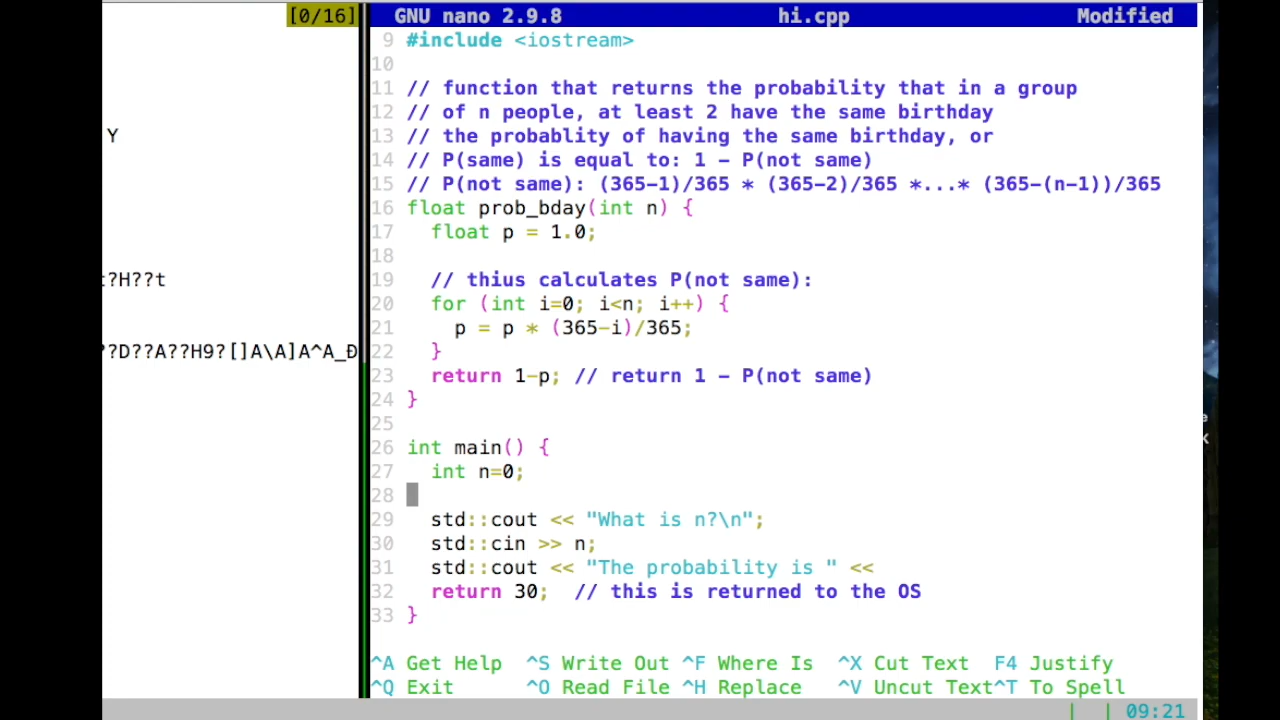 [0/16]
Y
t?H??t
??D??A??H9?[]A\A]A^A_Đ
GNU nano 2.9.8 hi.cpp Modified
9 #include <iostream>
10
11 // function that returns the probability that in a group
12 // of n people, at least 2 have the same birthday
13 // the probablity of having the same birthday, or
14 // P(same) is equal to: 1 - P(not same)
15 // P(not same): (365-1)/365 * (365-2)/365 *...* (365-(n-1))/365
16 float prob_bday(int n) {
17 float p = 1.0;
18
19 // thius calculates P(not same):
20 for (int i=0; i<n; i++) {
21 p = p * (365-i)/365;
22 }
23 return 1-p; // return 1 - P(not same)
24 }
25
26 int main() {
27 int n=0;
28
29 std::cout << "What is n?\n";
30 std::cin >> n;
31 std::cout << "The probability is " <<
32 return 30; // this is returned to the OS
33 }
^A Get Help ^S Write Out ^F Where Is ^X Cut Text F4 Justify
^Q Exit ^O Read File ^H Replace ^V Uncut Text^T To Spell
| | 09:21